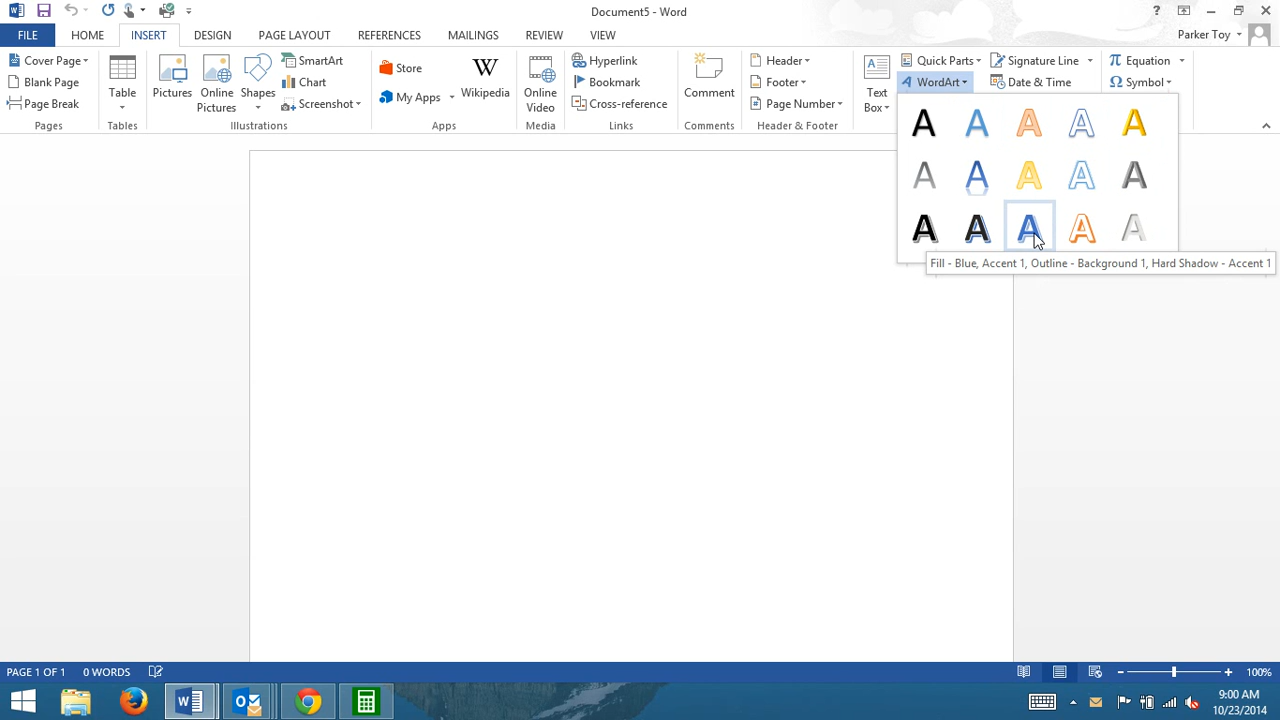 Document5 - Word
?
FILE HOME INSERT DESIGN PAGE LAYOUT REFERENCES MAILINGS REVIEW VIEW Parker Toy
Cover Page
Blank Page
Page Break
Pages
Table
Tables
Pictures
Online
Pictures
Shapes
SmartArt
Chart
Screenshot
Illustrations
Store
My Apps
W
Wikipedia
Apps
Online
Video
Media
Hyperlink
Bookmark
Cross-reference
Links
Comment
Comments
Header
Footer
Page Number
Header & Footer
Text
Box
Quick Parts
WordArt
Signature Line
Date & Time
π Equation
Ω Symbol
A A A A A
A A A A A
A A A A A
Fill - Blue, Accent 1, Outline - Background 1, Hard Shadow - Accent 1
PAGE 1 OF 1 0 WORDS 100%
9:00 AM
10/23/2014